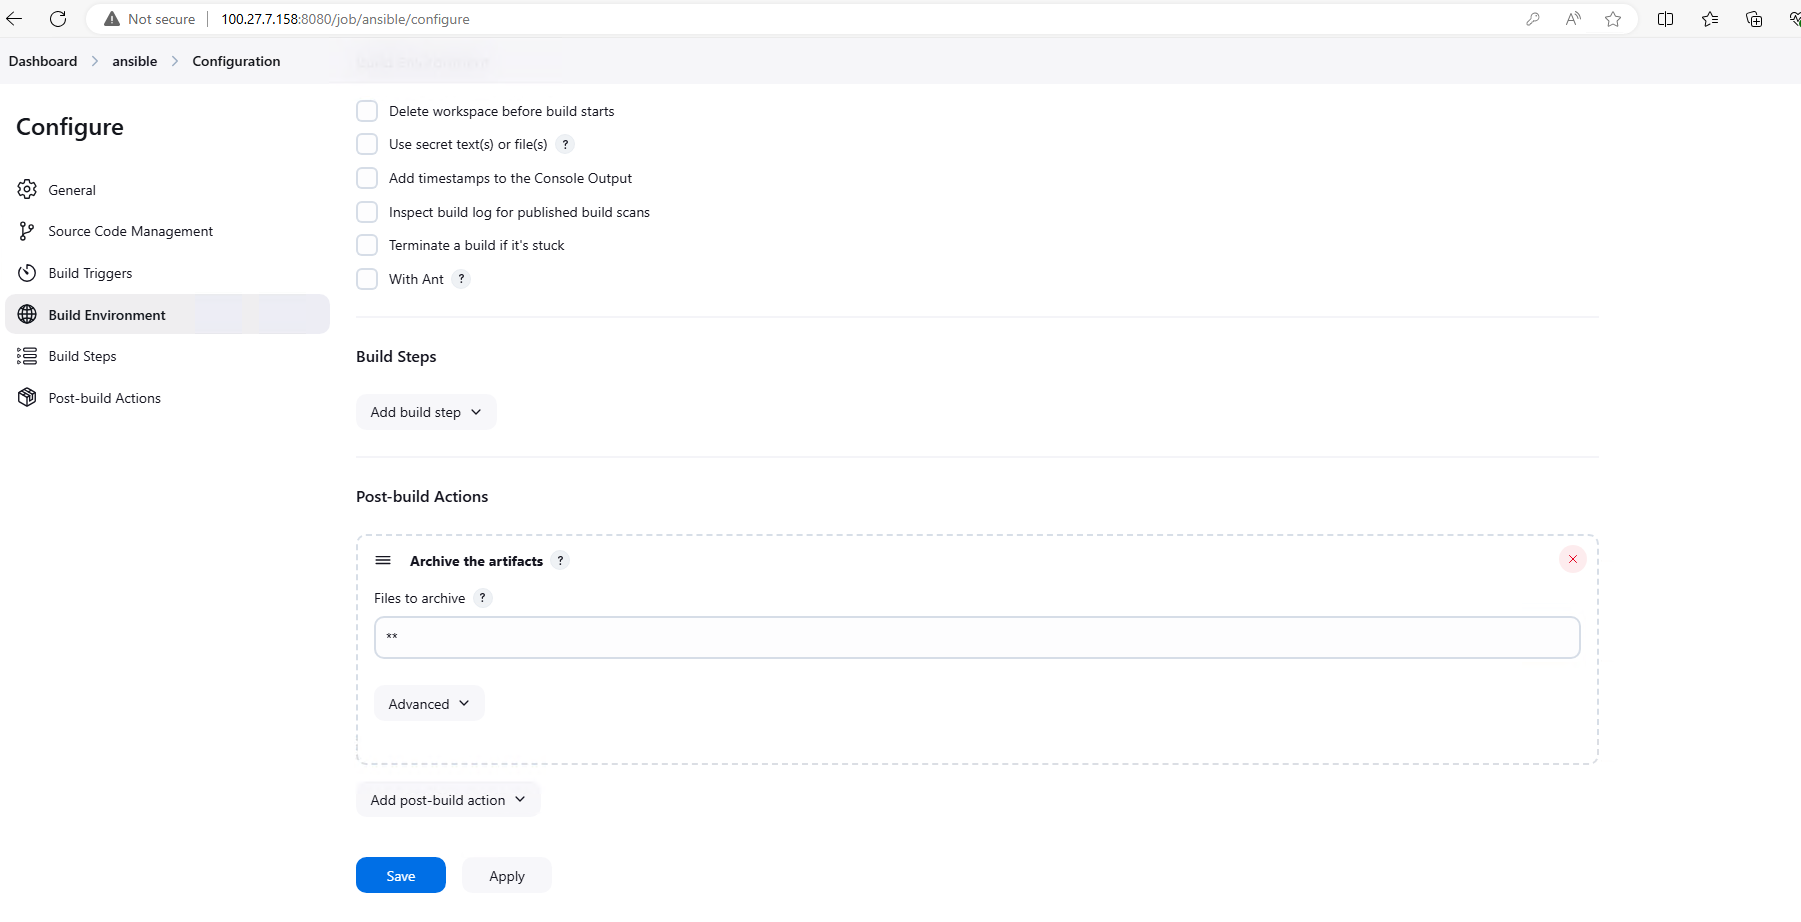 Not secure 100.27.7.158:8080/job/ansible/configure
Dashboard ansible Configuration
Configure
General
Source Code Management
Build Triggers
Build Environment
Build Steps
Post-build Actions
Delete workspace before build starts
Use secret text(s) or file(s) ?
Add timestamps to the Console Output
Inspect build log for published build scans
Terminate a build if it's stuck
With Ant ?
Build Steps
Add build step
Post-build Actions
Archive the artifacts ?
Files to archive ?
**
Advanced
Add post-build action
Save Apply